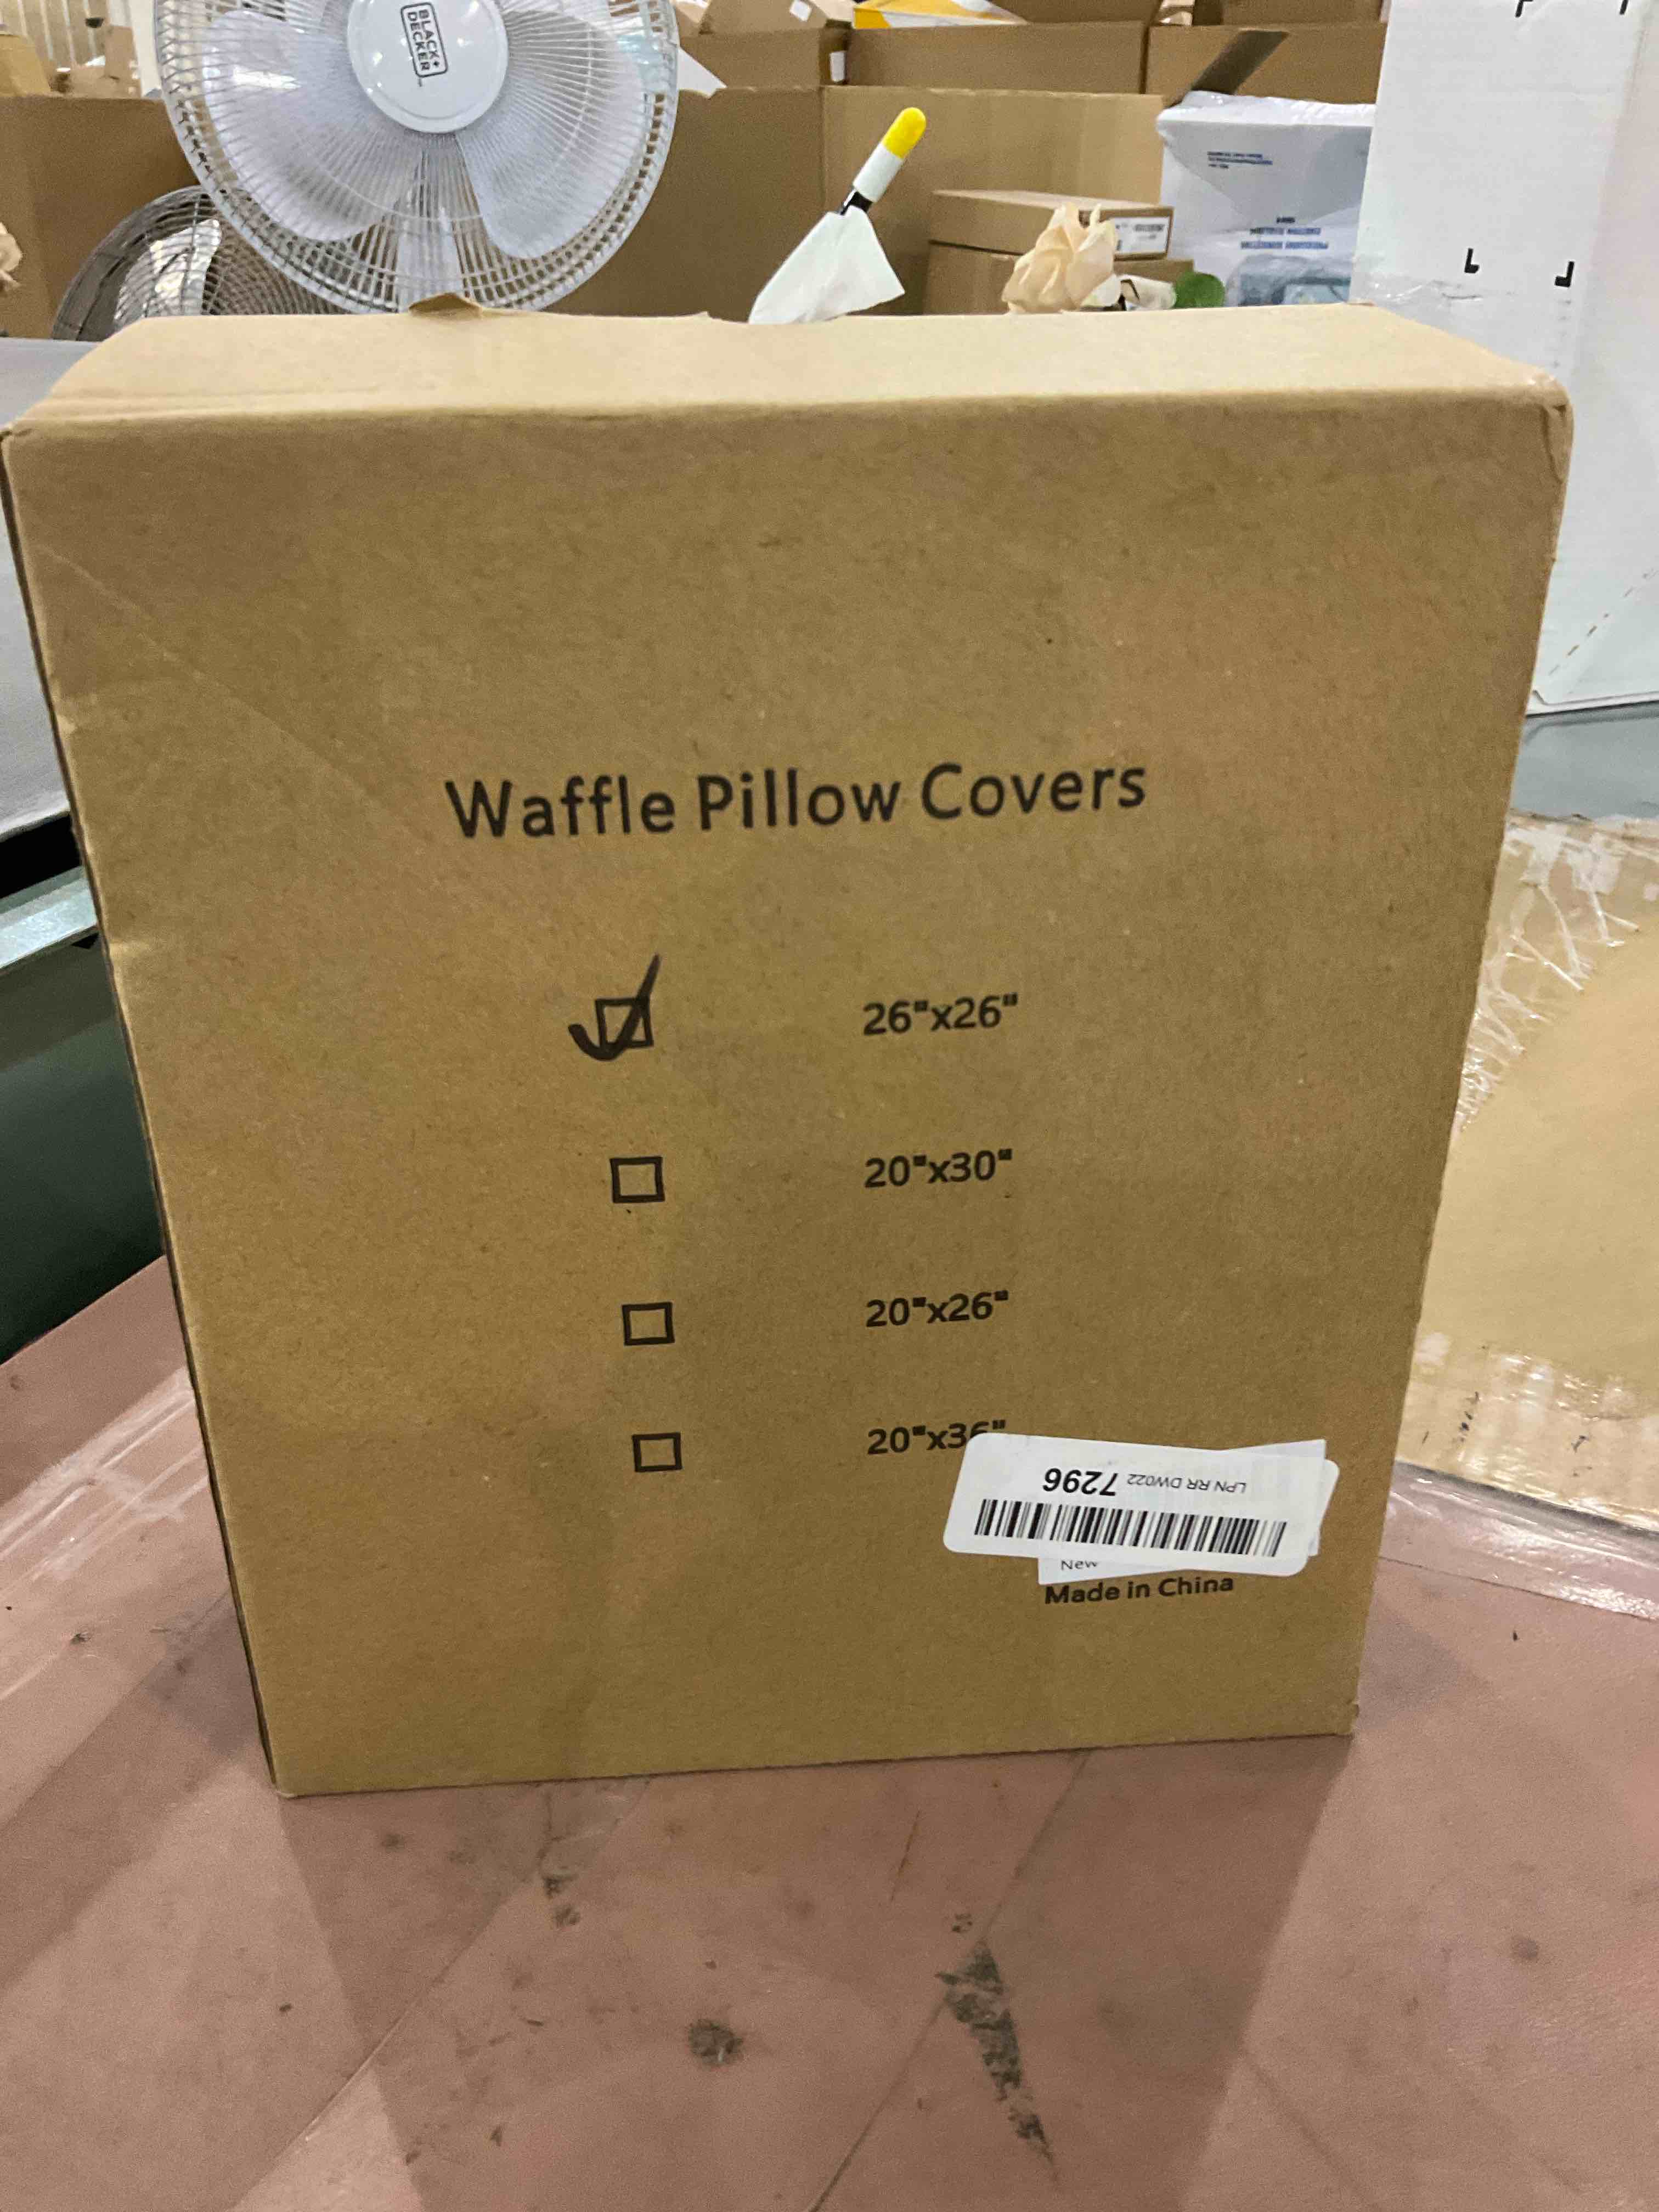 BLACK+
DECKER
Waffle Pillow Covers
26"x26"
20"x30"
20"x26"
20"x36"
LPN RR DW022 7296
New
Made in China